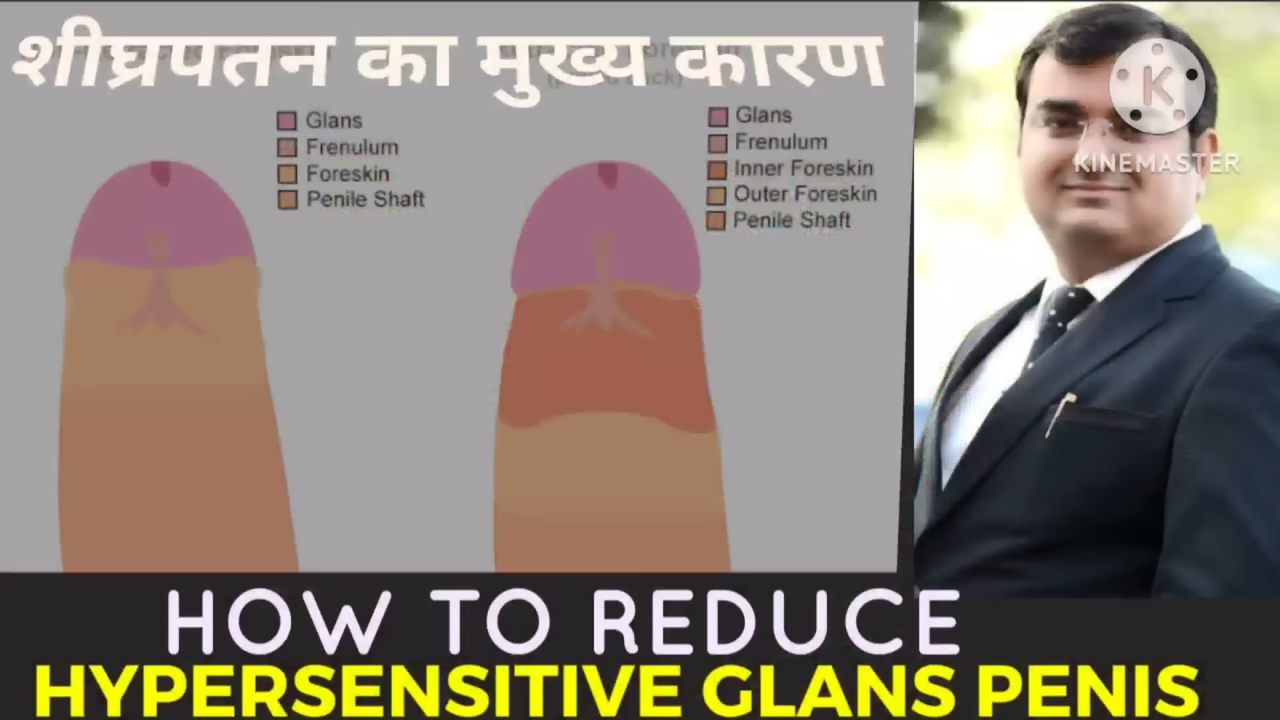 शीघ्रपतन का मुख्य कारण
Glans
Frenulum
Foreskin
Penile Shaft
Glans
Frenulum
Inner Foreskin
Outer Foreskin
Penile Shaft
K
KINEMASTER
HOW TO REDUCE
HYPERSENSITIVE GLANS PENIS